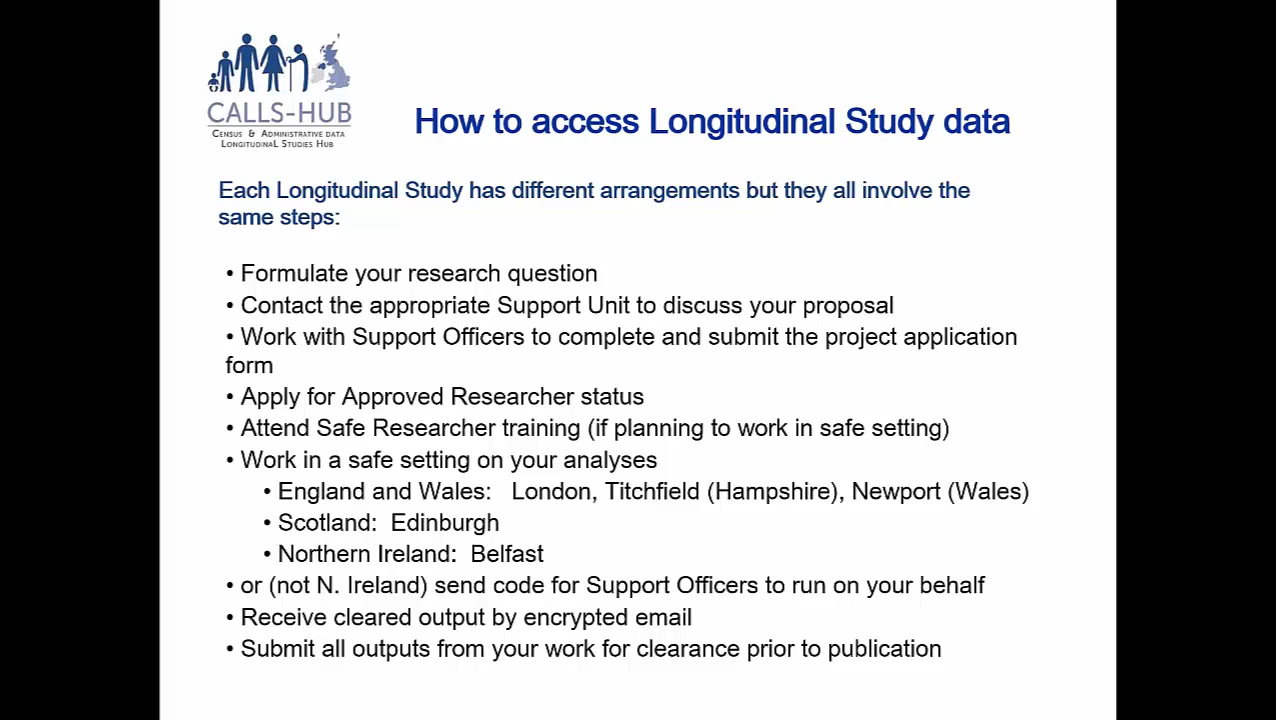 CALLS-HUB
CENSUS & ADMINISTRATIVE DATA
LONGITUDINAL STUDIES HUB
How to access Longitudinal Study data
Each Longitudinal Study has different arrangements but they all involve the
same steps:
• Formulate your research question
• Contact the appropriate Support Unit to discuss your proposal
• Work with Support Officers to complete and submit the project application
form
• Apply for Approved Researcher status
• Attend Safe Researcher training (if planning to work in safe setting)
• Work in a safe setting on your analyses
• England and Wales: London, Titchfield (Hampshire), Newport (Wales)
• Scotland: Edinburgh
• Northern Ireland: Belfast
• or (not N. Ireland) send code for Support Officers to run on your behalf
• Receive cleared output by encrypted email
• Submit all outputs from your work for clearance prior to publication